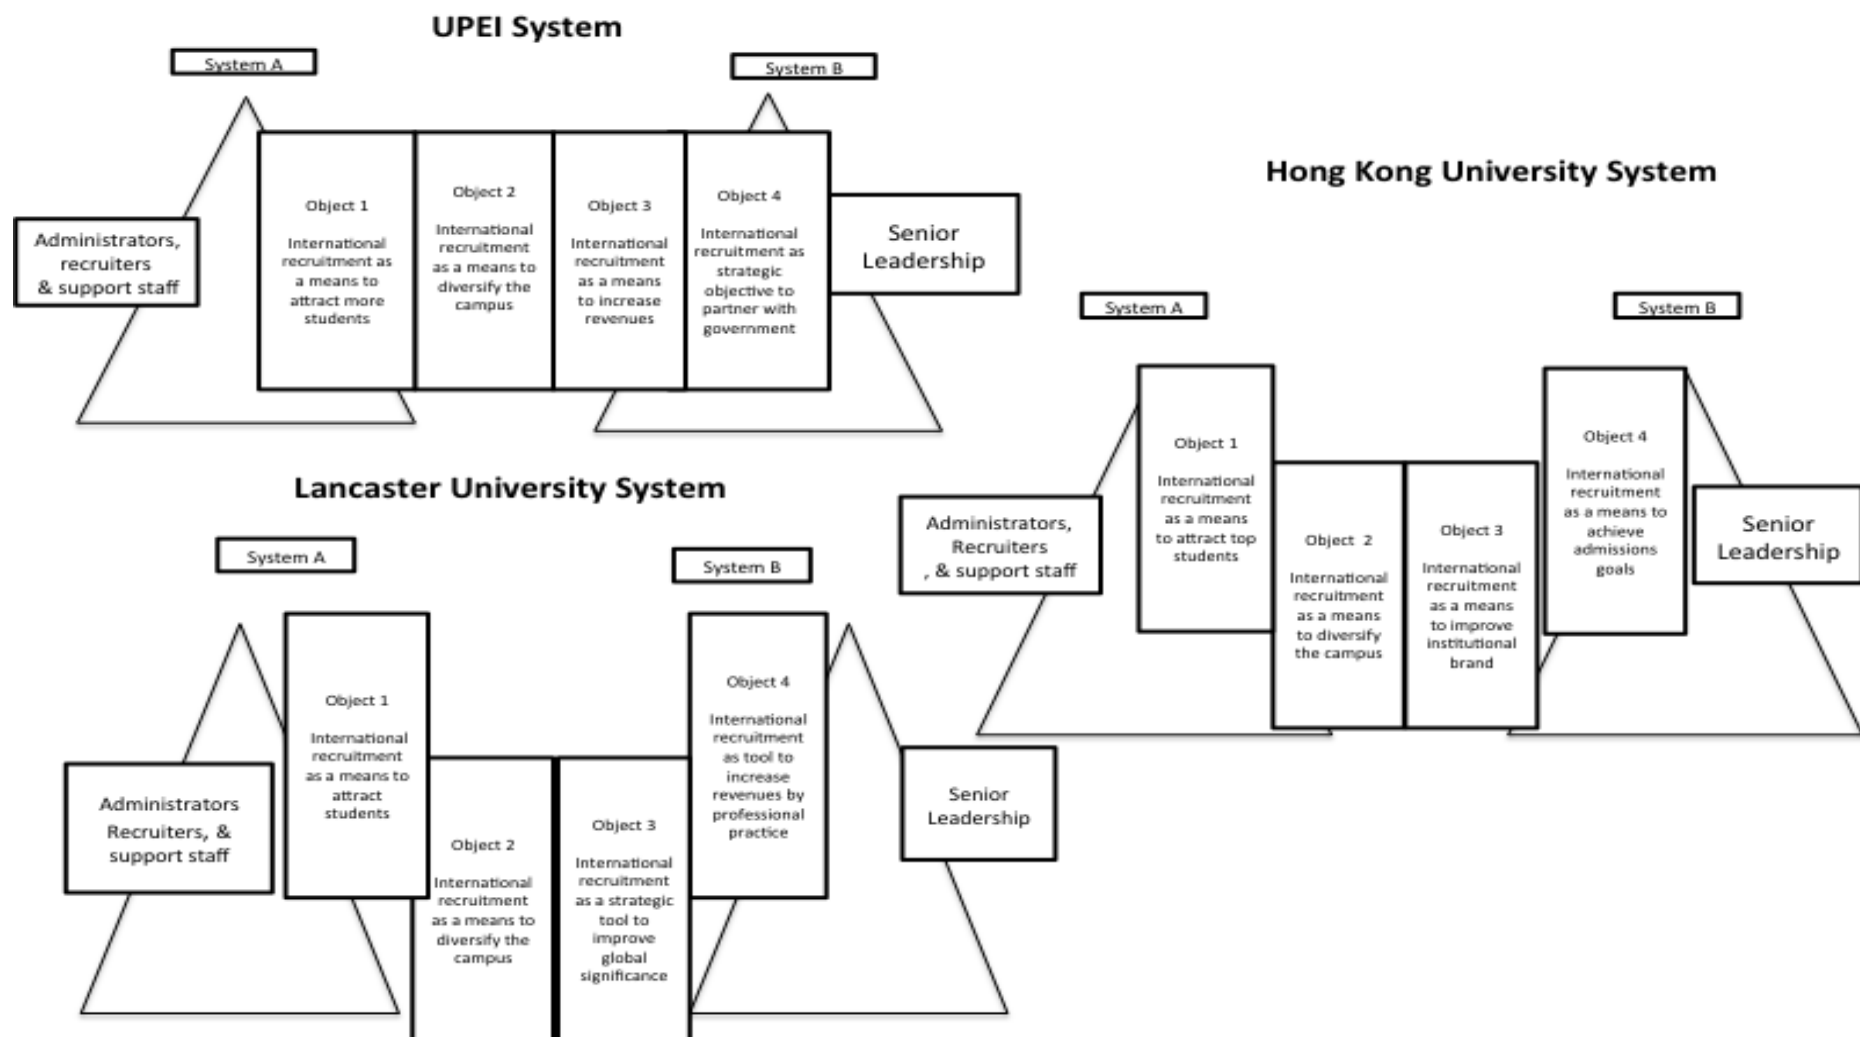 UPEI System
System A
System B
Administrators,
recruiters
& support staff
Object 1
International
recruitment as
a means to
attract more
students
Object 2
International
recruitment
as a means to
diversify the
campus
Object 3
International
recruitment
as a means
to increase
revenues
Object 4
International
recruitment as
strategic
objective to
partner with
government
Senior
Leadership
Hong Kong University System
System A
System B
Administrators,
Recruiters
, & support staff
Object 1
International
recruitment
as a means
to attract top
students
Object 2
International
recruitment
as a means
to diversify
the campus
Object 3
International
recruitment
as a means
to improve
institutional
brand
Object 4
International
recruitment
as a means to
achieve
admissions
goals
Senior
Leadership
Lancaster University System
System A
System B
Administrators
Recruiters, &
support staff
Object 1
International
recruitment
as a means to
attract
students
Object 2
International
recruitment
as a means to
diversify the
campus
Object 3
International
recruitment
as a strategic
tool to
improve
global
significance
Object 4
International
recruitment
as tool to
increase
revenues by
professional
practice
Senior
Leadership